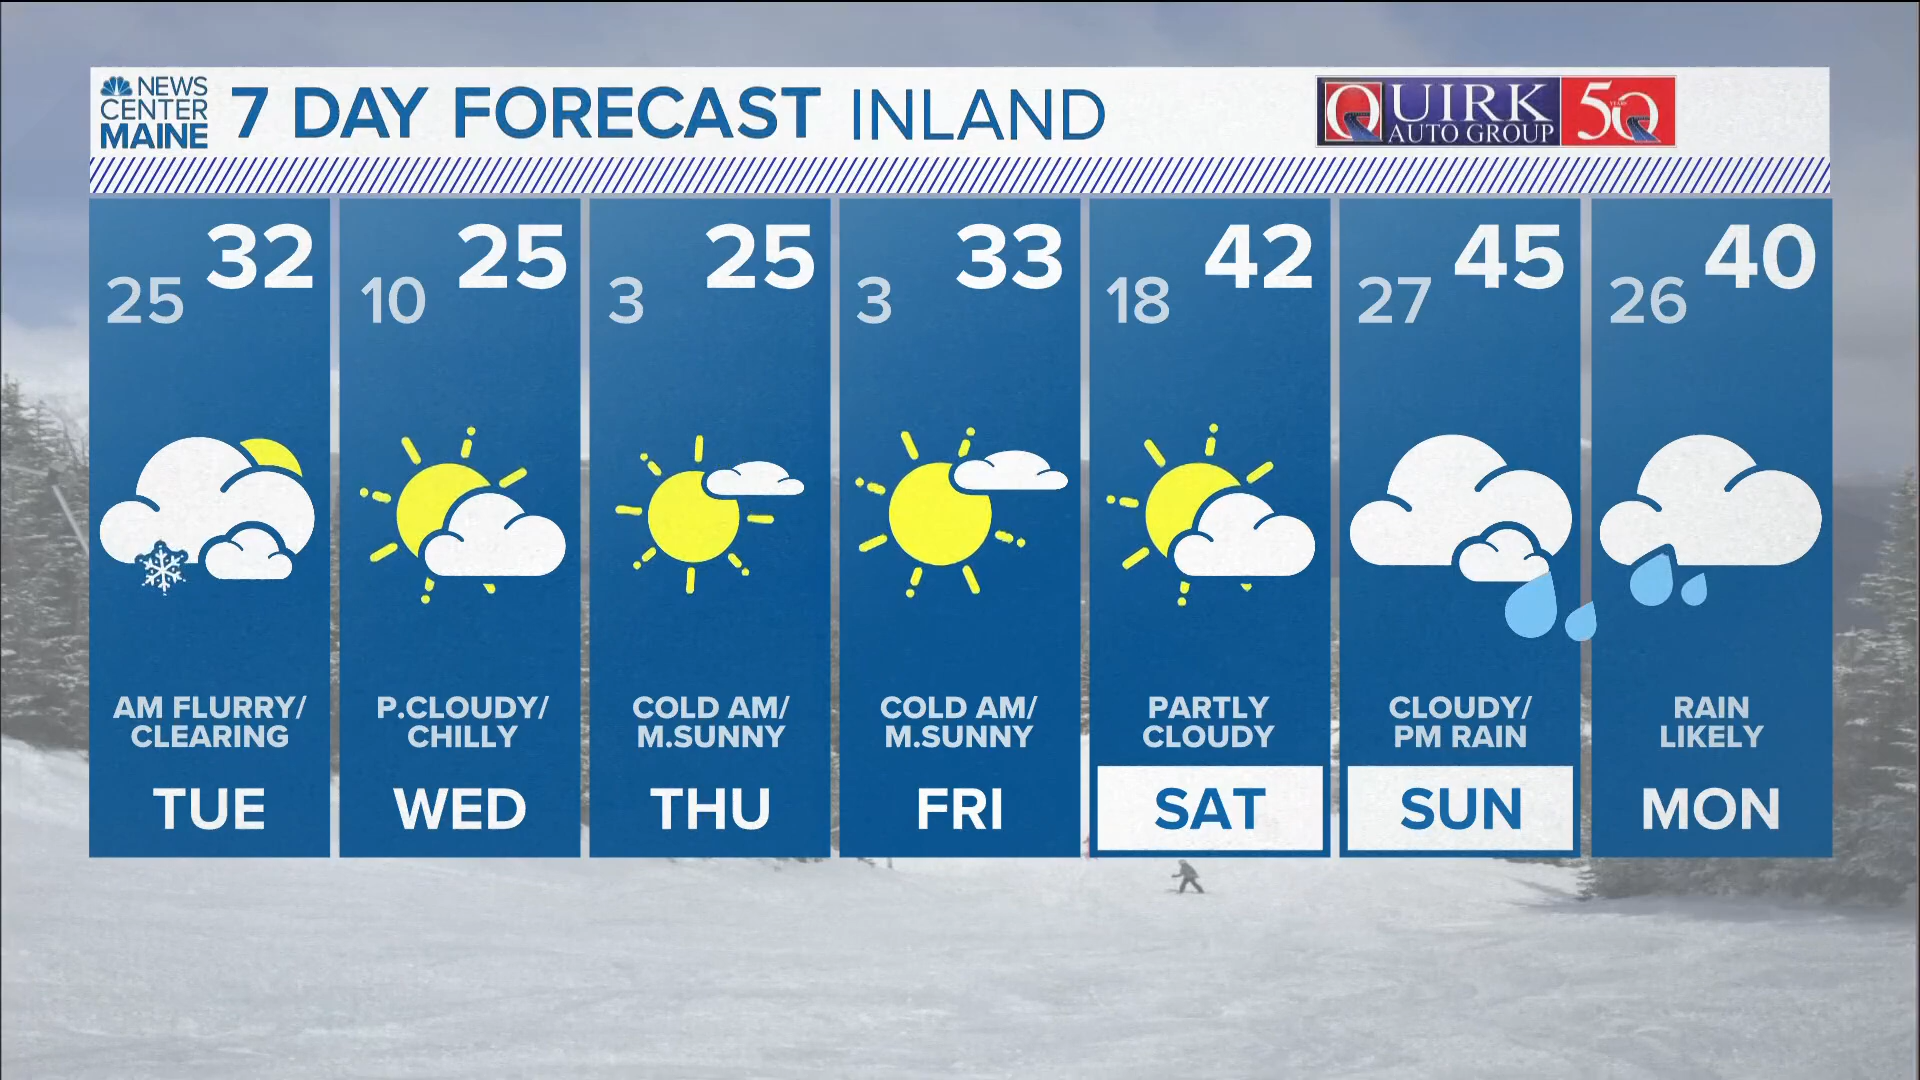 NEWS
CENTER
MAINE
7 DAY FORECAST INLAND
QUIRK
AUTO GROUP
50
YEARS
25 32
10 25
3 25
3 33
18 42
27 45
26 40
AM FLURRY/
CLEARING
TUE
P.CLOUDY/
CHILLY
WED
COLD AM/
M.SUNNY
THU
COLD AM/
M.SUNNY
FRI
PARTLY
CLOUDY
SAT
CLOUDY/
PM RAIN
SUN
RAIN
LIKELY
MON